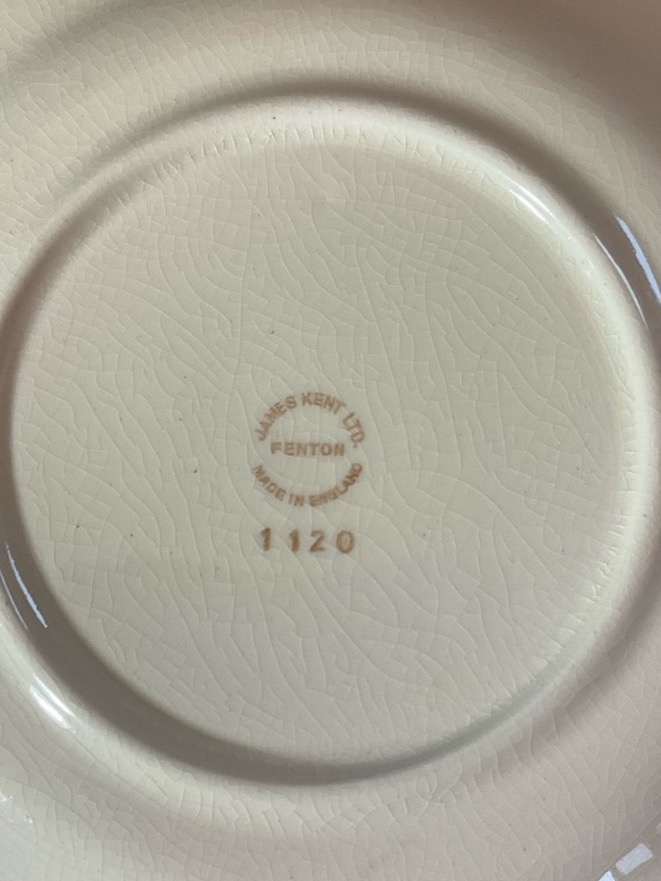 JAMES KENT LTD.
FENTON
MADE IN ENGLAND
1120